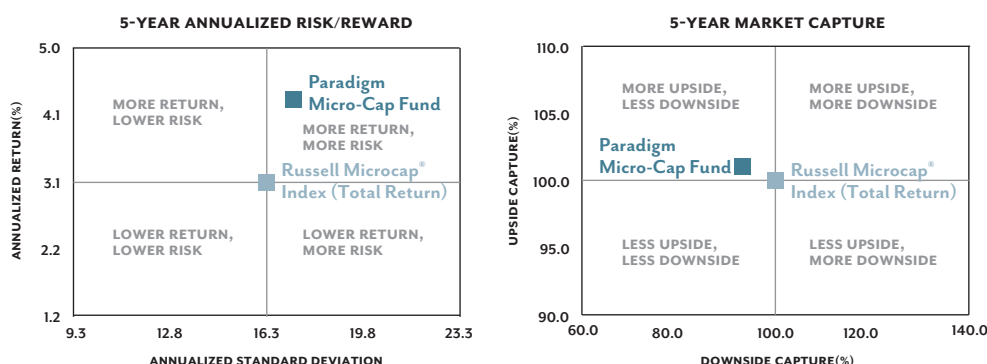 5-YEAR ANNUALIZED RISK/REWARD
5.0
4.1
3.1
2.2
1.2
ANNUALIZED RETURN(%)
MORE RETURN,
LOWER RISK
Paradigm
Micro-Cap Fund
MORE RETURN,
MORE RISK
Russell Microcap®
Index (Total Return)
LOWER RETURN,
LESS RISK
LOWER RETURN,
MORE RISK
9.3
12.8
16.3
19.8
23.3
ANNUALIZED STANDARD DEVIATION
5-YEAR MARKET CAPTURE
110.0
105.0
100.0
95.0
90.0
UPSIDE CAPTURE(%)
MORE UPSIDE,
LESS DOWNSIDE
MORE UPSIDE,
MORE DOWNSIDE
Paradigm
Micro-Cap Fund
Russell Microcap®
Index (Total Return)
LESS UPSIDE,
LESS DOWNSIDE
LESS UPSIDE,
MORE DOWNSIDE
60.0
80.0
100.0
120.0
140.0
DOWNSIDE CAPTURE(%)